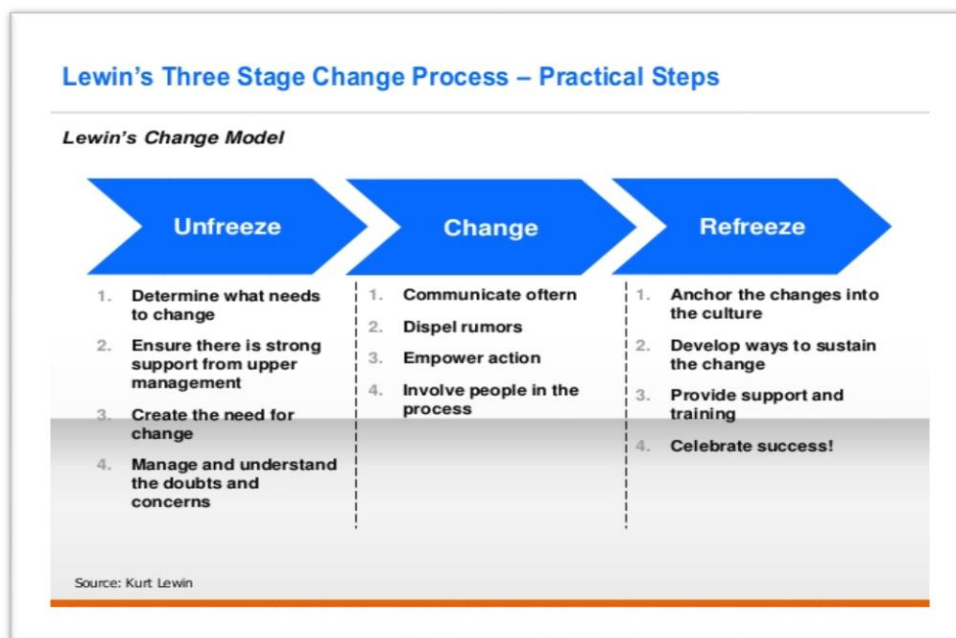 Lewin's Three Stage Change Process – Practical Steps
Lewin's Change Model
Unfreeze
1. Determine what needs
to change
2. Ensure there is strong
support from upper
management
3. Create the need for
change
4. Manage and understand
the doubts and
concerns
Change
1. Communicate oftern
2. Dispel rumors
3. Empower action
4. Involve people in the
process
Refreeze
1. Anchor the changes into
the culture
2. Develop ways to sustain
the change
3. Provide support and
training
4. Celebrate success!
Source: Kurt Lewin